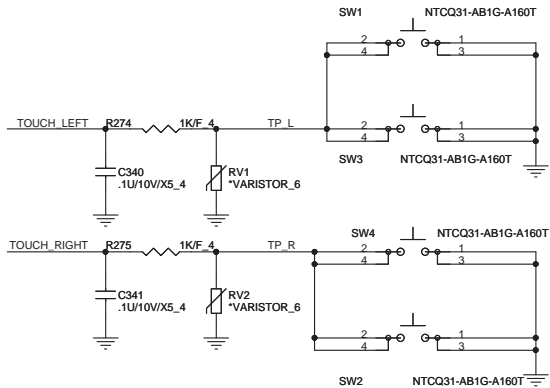 SW1 NTCQ31-AB1G-A160T
2 1
4 3
TOUCH_LEFT R274 1K/F_4 TP_L 2 1
4 3
SW3 NTCQ31-AB1G-A160T
C340 RV1
.1U/10V/X5_4 *VARISTOR_6
SW4 NTCQ31-AB1G-A160T
TOUCH_RIGHT R275 1K/F_4 TP_R 2 1
4 3
C341 RV2
.1U/10V/X5_4 *VARISTOR_6
2 1
4 3
SW2 NTCQ31-AB1G-A160T